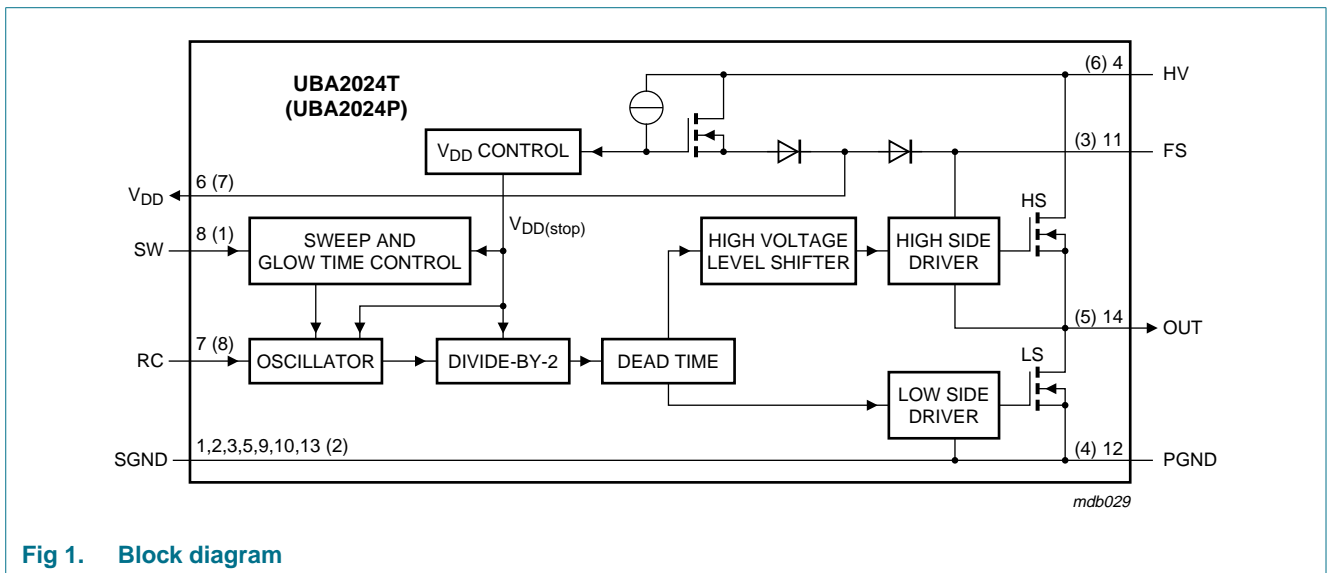 UBA2024T
(UBA2024P)
(6) 4
HV
VDD CONTROL
(3) 11
FS
VDD
6 (7)
VDD(stop)
HS
SW
8 (1)
SWEEP AND
GLOW TIME CONTROL
HIGH VOLTAGE
LEVEL SHIFTER
HIGH SIDE
DRIVER
(5) 14
OUT
RC
7 (8)
OSCILLATOR
DIVIDE-BY-2
DEAD TIME
LS
LOW SIDE
DRIVER
SGND
1,2,3,5,9,10,13 (2)
(4) 12
PGND
mdb029
Fig 1. Block diagram